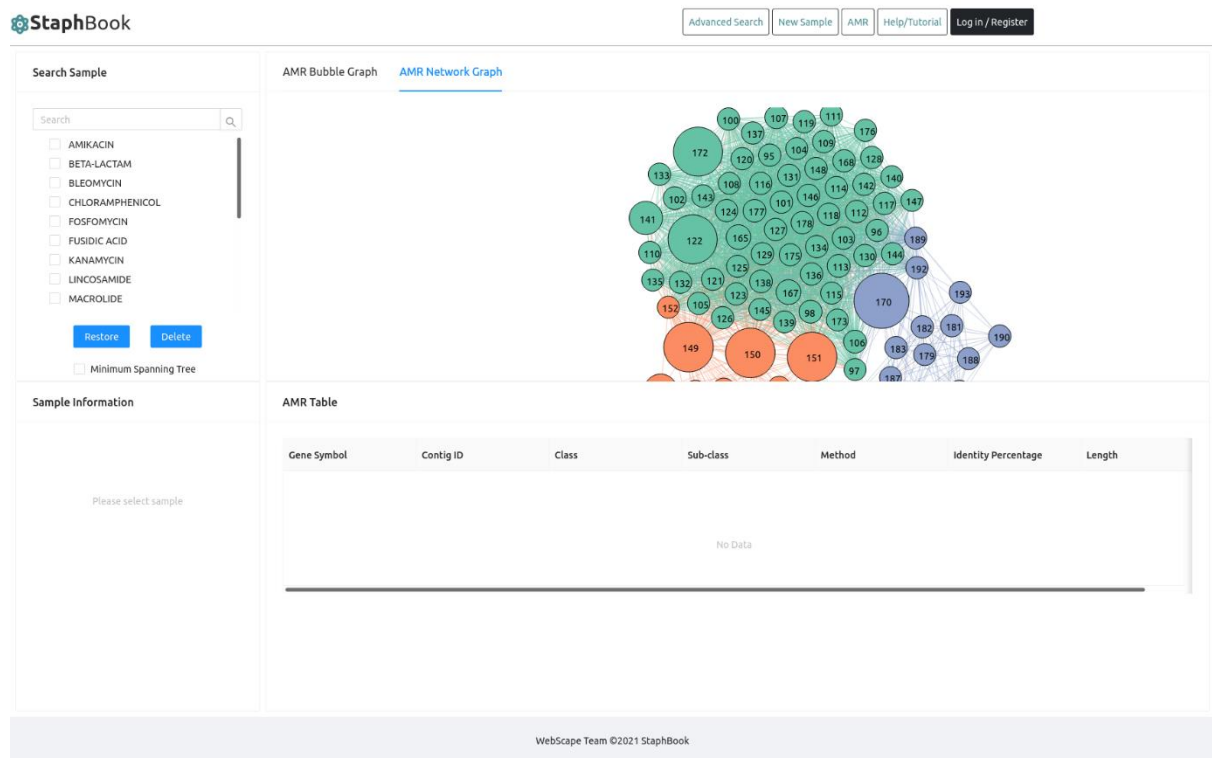 StaphBook
Advanced Search New Sample AMR Help/Tutorial Log in / Register
Search Sample
Search
AMIKACIN
BETA-LACTAM
BLEOMYCIN
CHLORAMPHENICOL
FOSFOMYCIN
FUSIDIC ACID
KANAMYCIN
LINCOSAMIDE
MACROLIDE
Restore Delete
Minimum Spanning Tree
AMR Bubble Graph AMR Network Graph
100 107 119 111
137 176
172 120 95 104 109
168 128
133 108 116 131 148 140
102 143 101 146 114 142
141 124 177 118 112 117 147
122 165 127 178 103 96 189
110 129 175 134 130 144
125 136 113 192
135 132 121 138
123 167 115 170 193
152 105 145 98
126 139 173 182 181
106 190
149 150 151 183 179 188
97 187
Sample Information
Please select sample
AMR Table
Gene Symbol Contig ID Class Sub-class Method Identity Percentage Length
No Data
WebScape Team ©2021 StaphBook